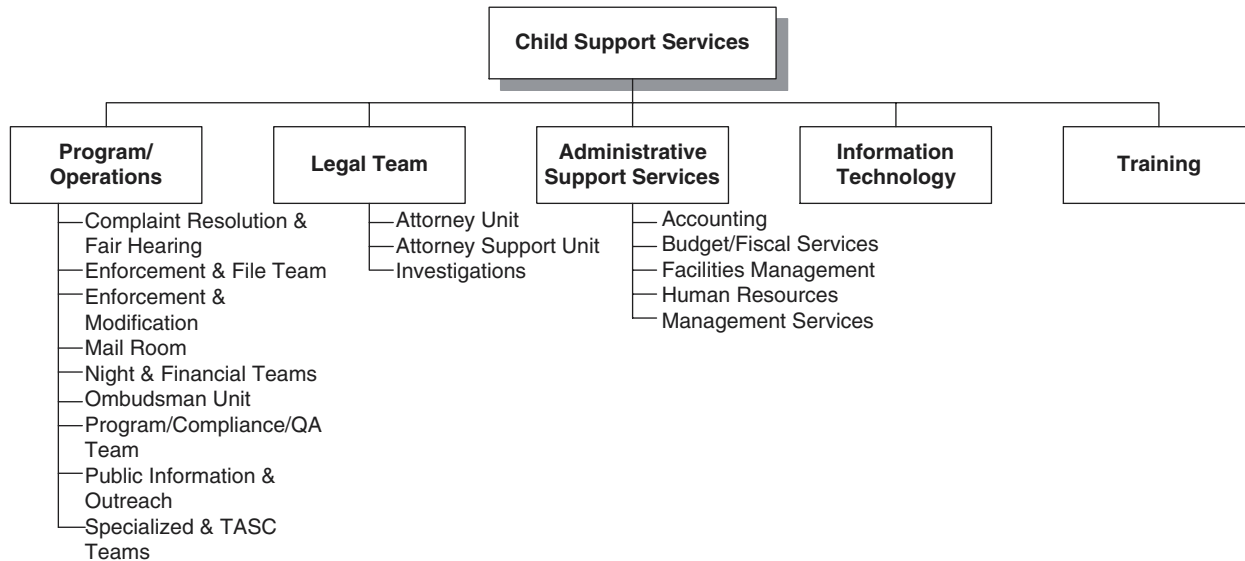 Child Support Services
Program/
Operations
Complaint Resolution &
Fair Hearing
Enforcement & File Team
Enforcement &
Modification
Mail Room
Night & Financial Teams
Ombudsman Unit
Program/Compliance/QA
Team
Public Information &
Outreach
Specialized & TASC
Teams
Legal Team
Attorney Unit
Attorney Support Unit
Investigations
Administrative
Support Services
Accounting
Budget/Fiscal Services
Facilities Management
Human Resources
Management Services
Information
Technology
Training